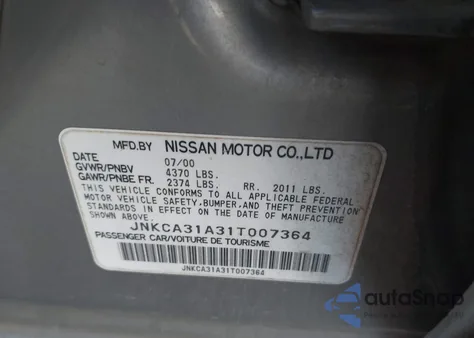 MFD.BY NISSAN MOTOR CO.,LTD
DATE 07/00
GVWR/PNBV 4370 LBS.
GAWR/PNBE FR. 2374 LBS. RR. 2011 LBS.
THIS VEHICLE CONFORMS TO ALL APPLICABLE FEDERAL
MOTOR VEHICLE SAFETY,BUMPER,AND THEFT PREVENTION
STANDARDS IN EFFECT ON THE DATE OF MANUFACTURE
SHOWN ABOVE.
JNKCA31A31T007364
PASSENGER CAR/VOITURE DE TOURISME
JNKCA31A31T007364
autoSnap